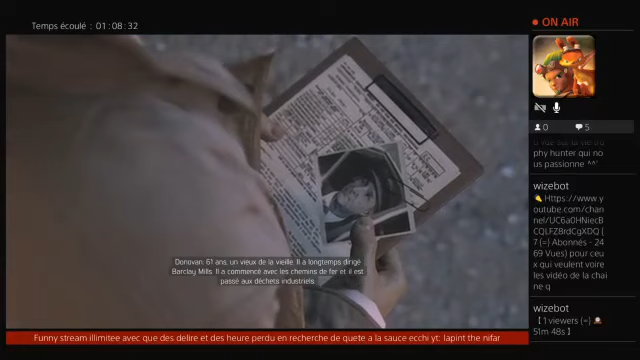 Temps écoulé : 01:08:32
ON AIR
0
5
phy hunter qui no
us passionne ^^'
wizebot
Https://www.y
outube.com/chan
nel/UC6a0HNiecB
CQLFZ8rdCgXDQ (
7 (=) Abonnés - 24
69 Vues) pour ceu
x qui veulent voire
les vidéo de la chai
ne q
wizebot
【 1 viewers (=)
51m 48s 】
Donovan: 61 ans, un vieux de la vieille. Il a longtemps dirigé
Barclay Mills. Il a commencé avec les chemins de fer et il est
passé aux déchets industriels.
Funny stream illimitee avec que des delire et des heure perdu en recherche de quete a la sauce ecchi yt: lapint the nifar